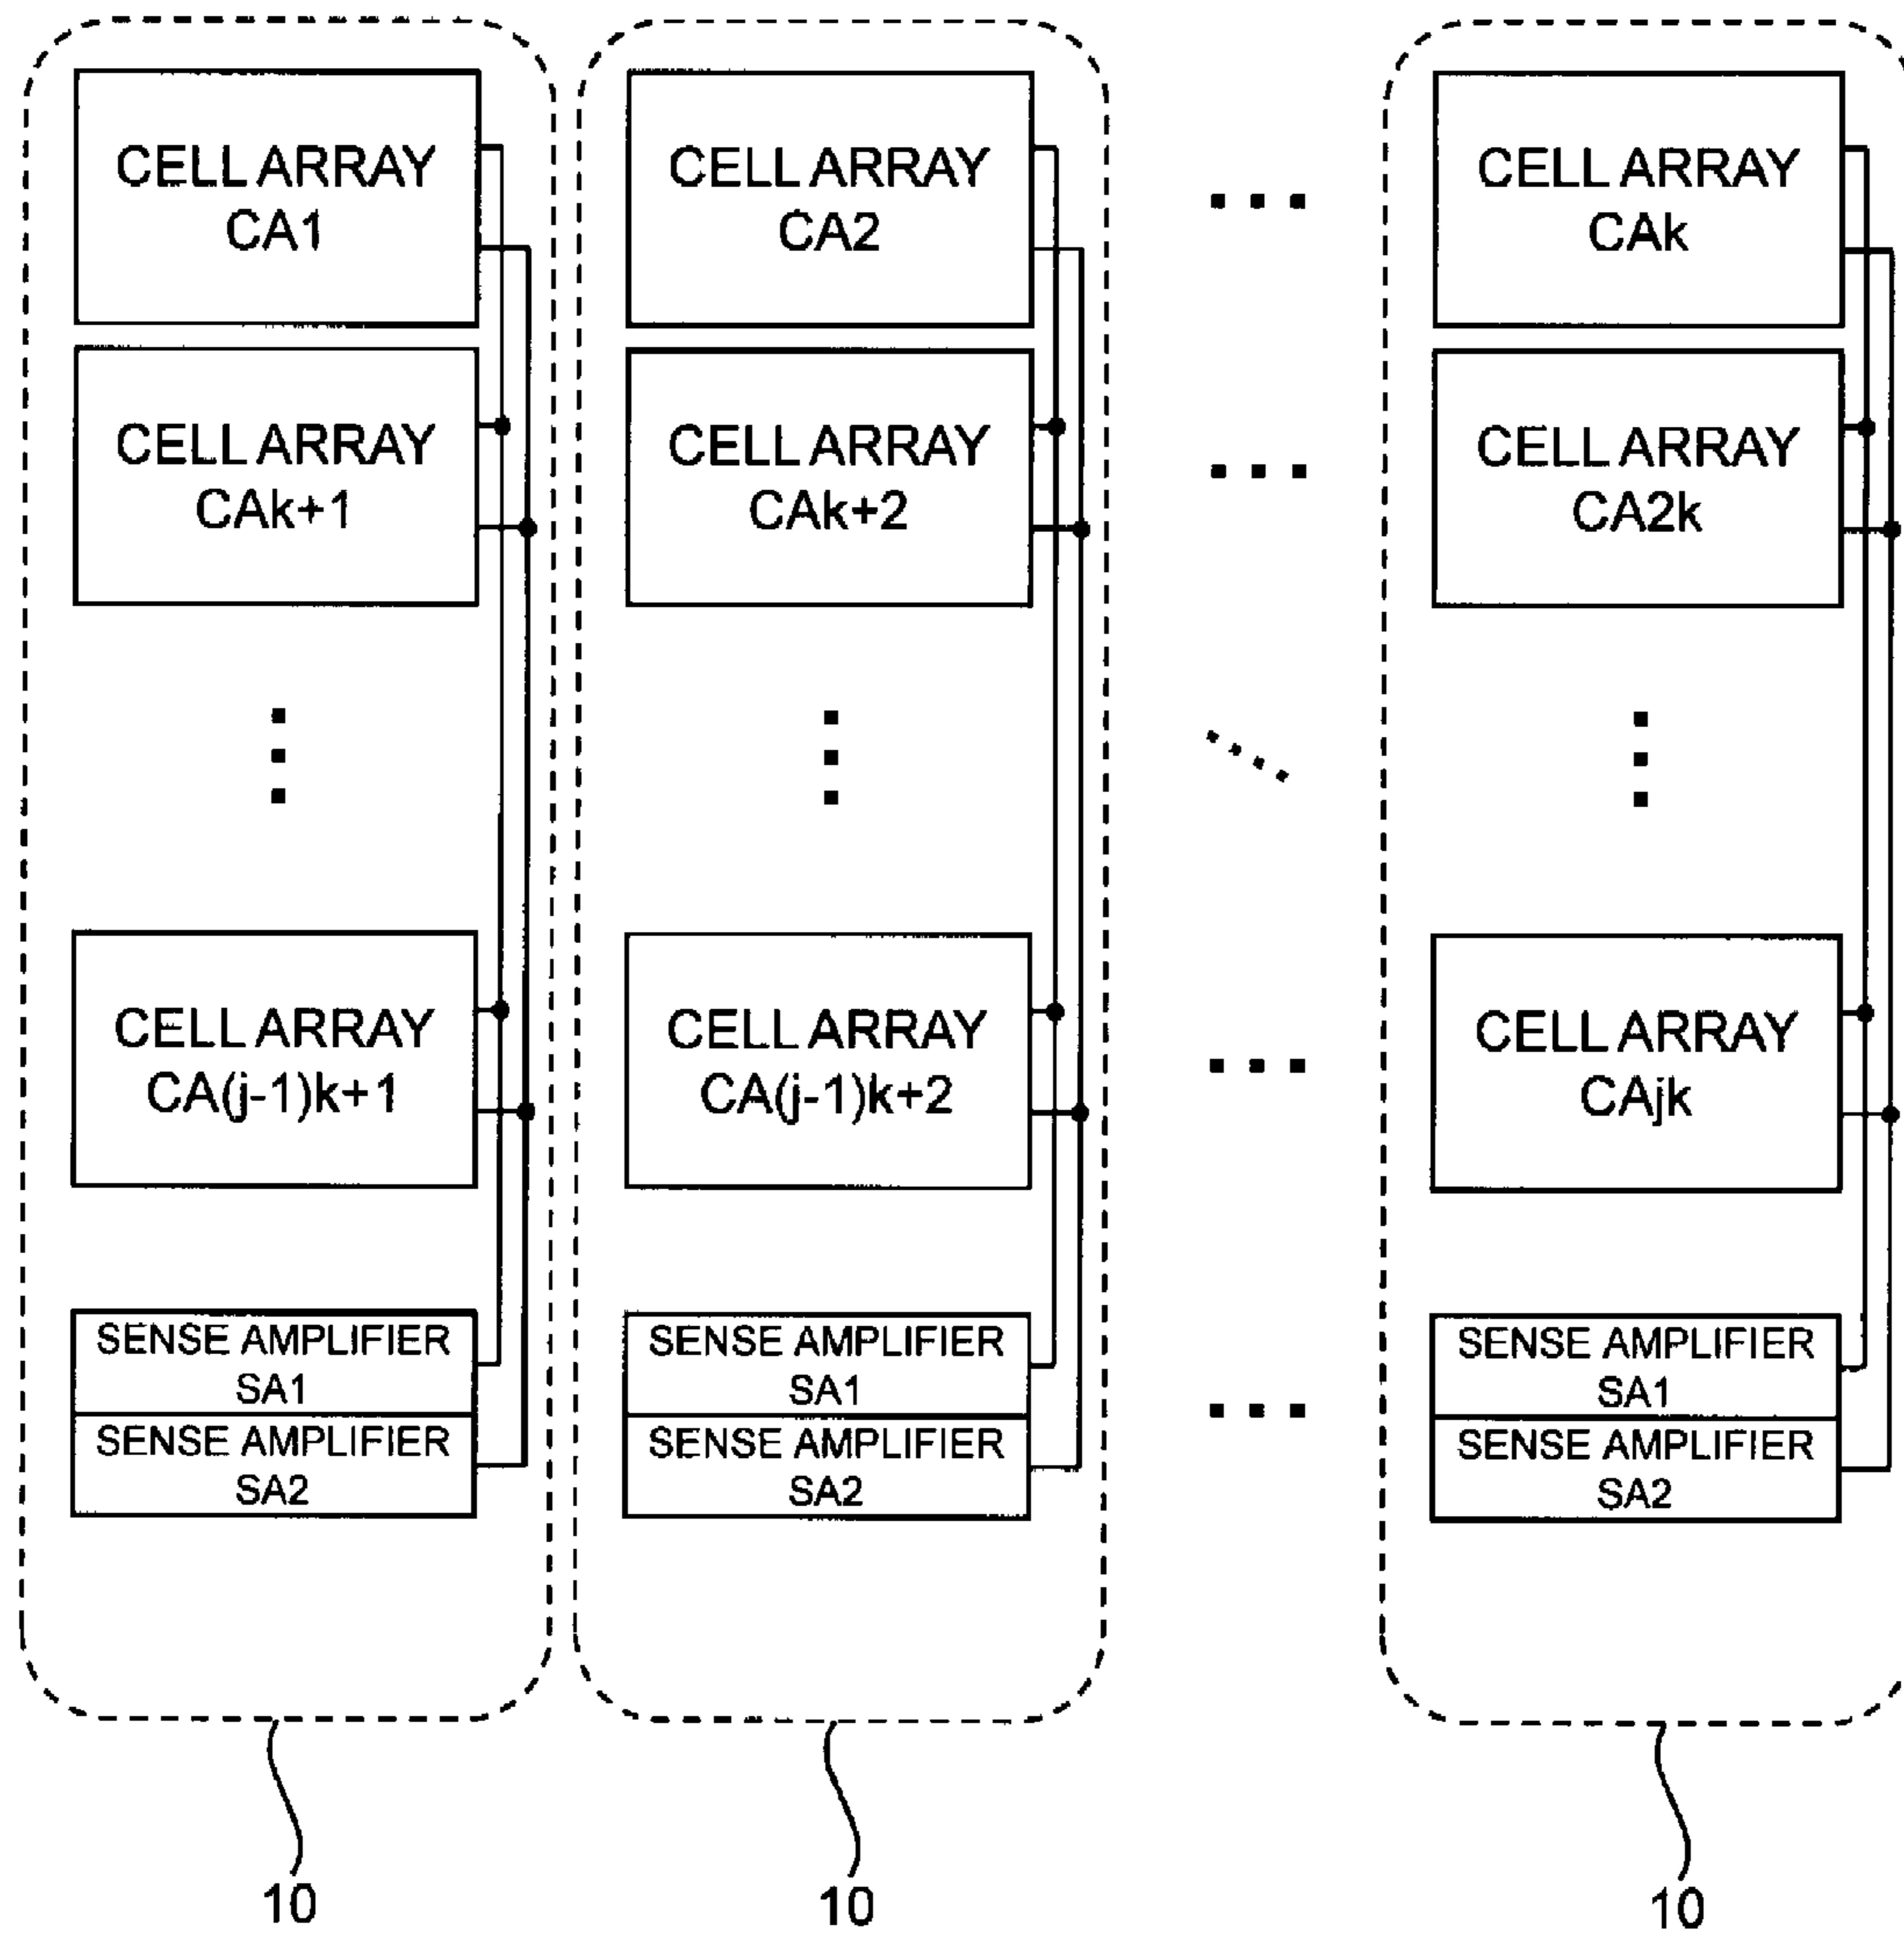 CELL ARRAY
CA1
CELL ARRAY
CA2
...
CELL ARRAY
CAk
CELL ARRAY
CAk+1
CELL ARRAY
CAk+2
...
CELL ARRAY
CA2k
CELL ARRAY
CA(j-1)k+1
CELL ARRAY
CA(j-1)k+2
...
CELL ARRAY
CAjk
SENSE AMPLIFIER
SA1
SENSE AMPLIFIER
SA2
SENSE AMPLIFIER
SA1
SENSE AMPLIFIER
SA2
...
SENSE AMPLIFIER
SA1
SENSE AMPLIFIER
SA2
10
10
10